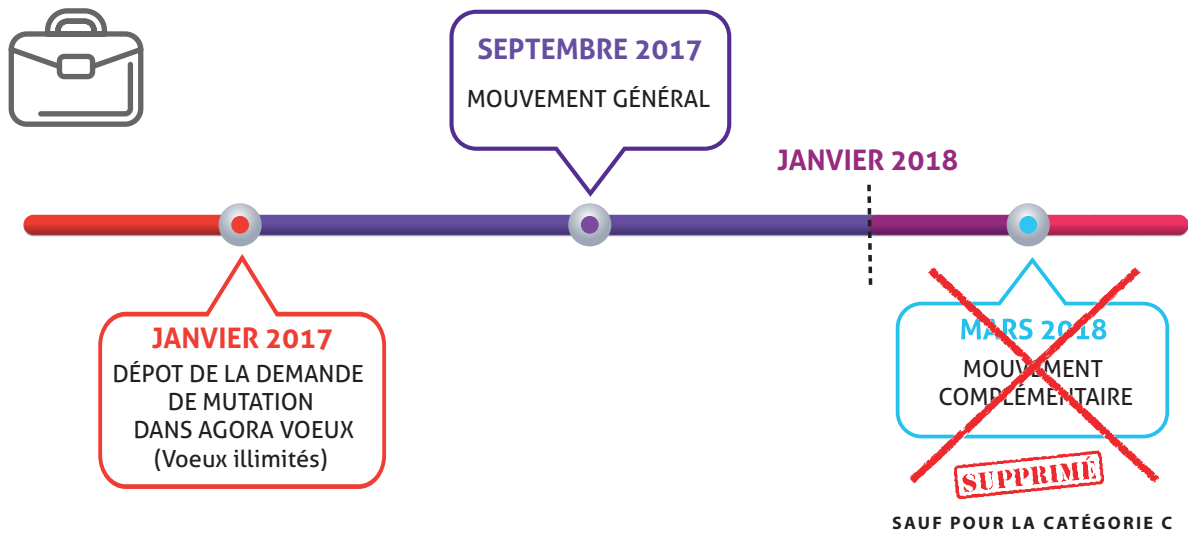 SEPTEMBRE 2017
MOUVEMENT GÉNÉRAL
JANVIER 2018
JANVIER 2017
DÉPOT DE LA DEMANDE
DE MUTATION
DANS AGORA VOEUX
(Voeux illimités)
MARS 2018
MOUVEMENT
COMPLÉMENTAIRE
SUPPRIMÉ
SAUF POUR LA CATÉGORIE C